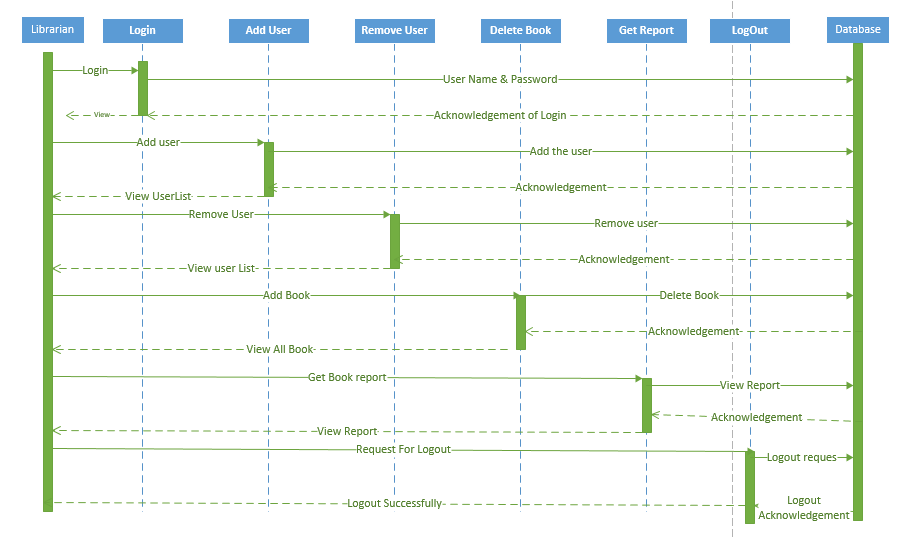 Librarian
Login
Add User
Remove User
Delete Book
Get Report
LogOut
Database
Login
User Name & Password
View
Acknowledgement of Login
Add user
Add the user
Acknowledgement
View UserList
Remove User
Remove user
Acknowledgement
View user List
Add Book
Delete Book
Acknowledgement
View All Book
Get Book report
View Report
Acknowledgement
View Report
Request For Logout
Logout reques
Logout Successfully
Logout
Acknowledgement